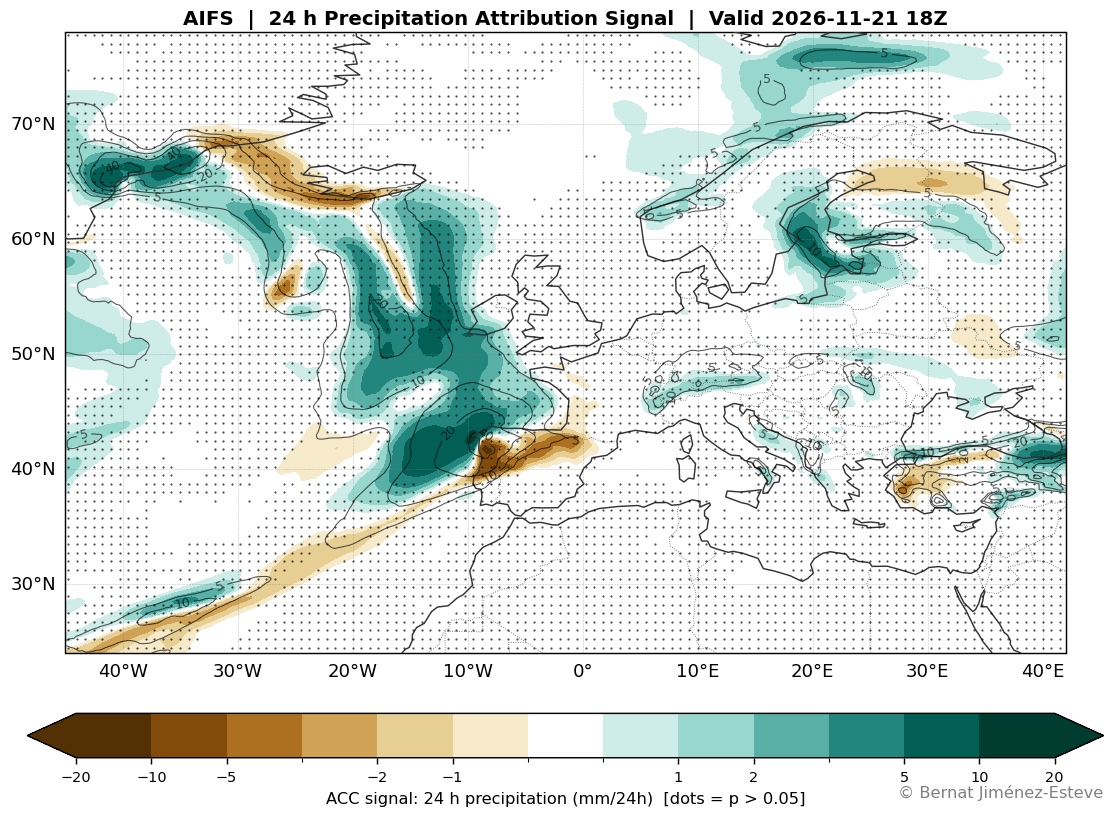 AIFS | 24 h Precipitation Attribution Signal | Valid 2026-11-21 18Z
70°N
60°N
50°N
40°N
30°N
40°W 30°W 20°W 10°W 0° 10°E 20°E 30°E 40°E
−20 −10 −5 −2 −1 1 2 5 10 20
ACC signal: 24 h precipitation (mm/24h) [dots = p > 0.05]
© Bernat Jiménez-Esteve